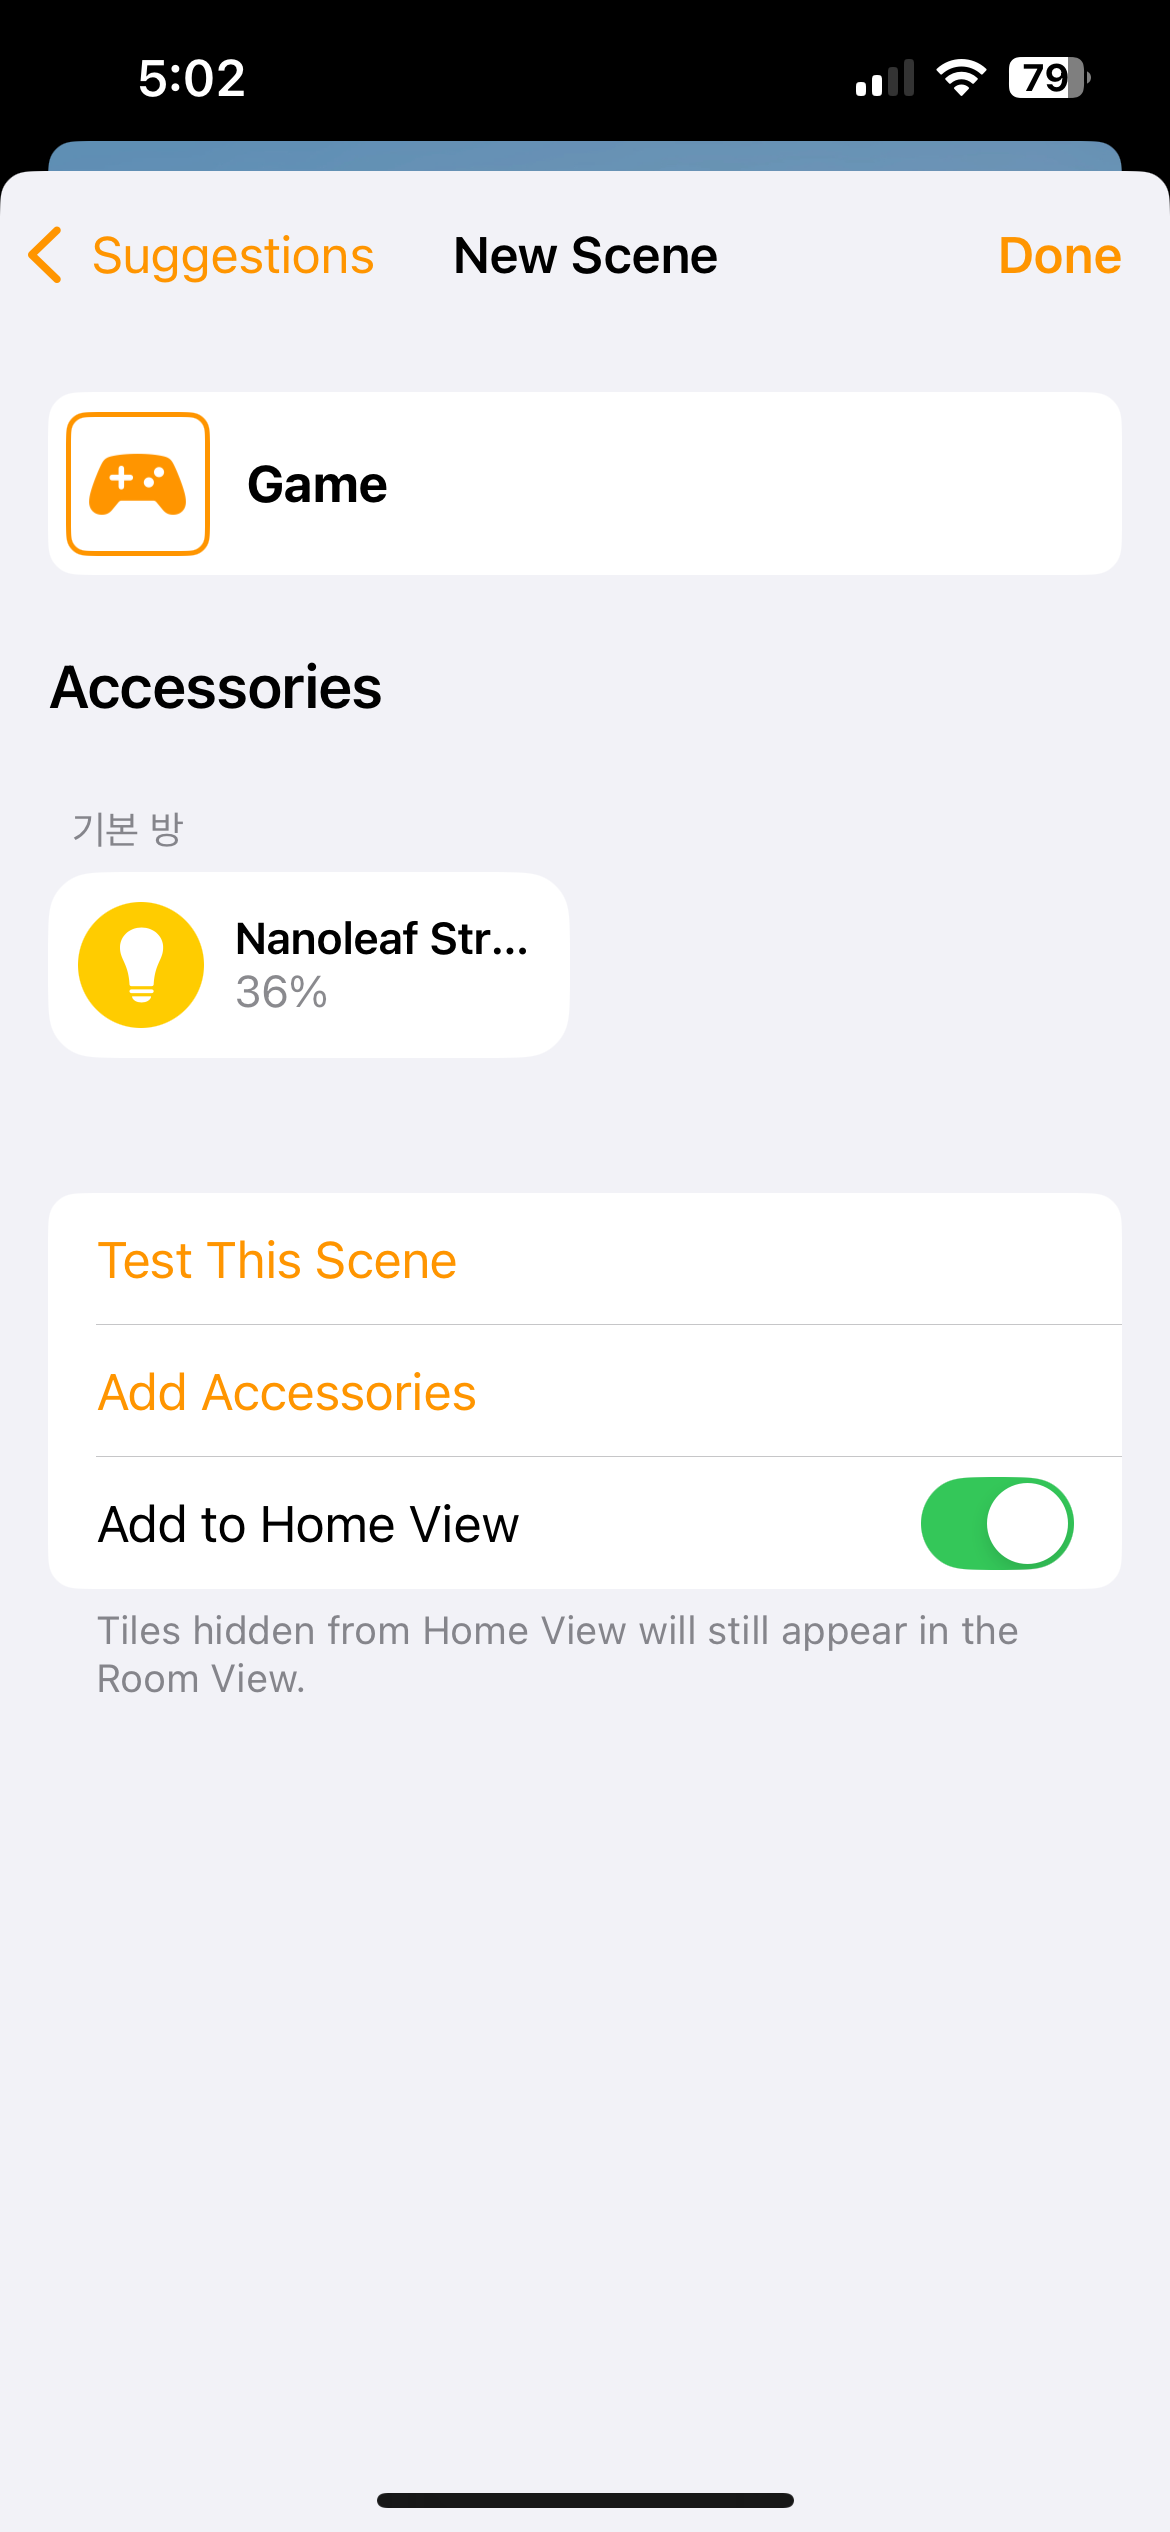 5:02
79
Suggestions
New Scene
Done
Game
Accessories
기본 방
Nanoleaf Str...
36%
Test This Scene
Add Accessories
Add to Home View
Tiles hidden from Home View will still appear in the
Room View.